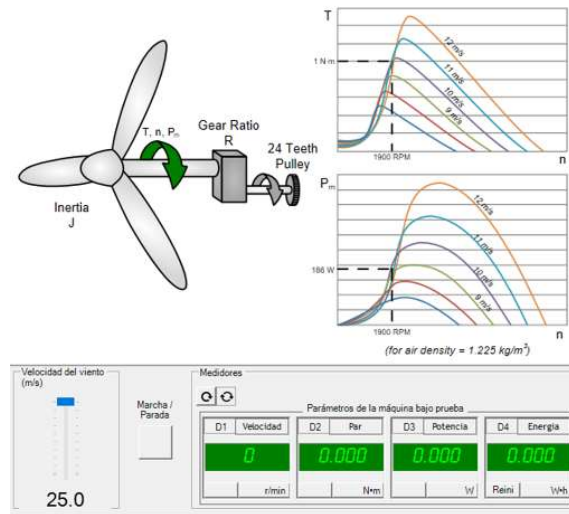 T, n, Pm
Gear Ratio
R
24 Teeth
Pulley
Inertia
J
T
1 N·m
12 m/s
11 m/s
10 m/s
9 m/s
1900 RPM
n
Pm
186 W
12 m/s
11 m/s
10 m/s
9 m/s
1900 RPM
n
(for air density = 1.225 kg/m³)
Velocidad del viento
(m/s)
25.0
Marcha /
Parada
Medidores
Parámetros de la máquina bajo prueba
D1 Velocidad D2 Par D3 Potencia D4 Energía
0 0.000 0.000 0.000
r/min N•m W Reini W•h